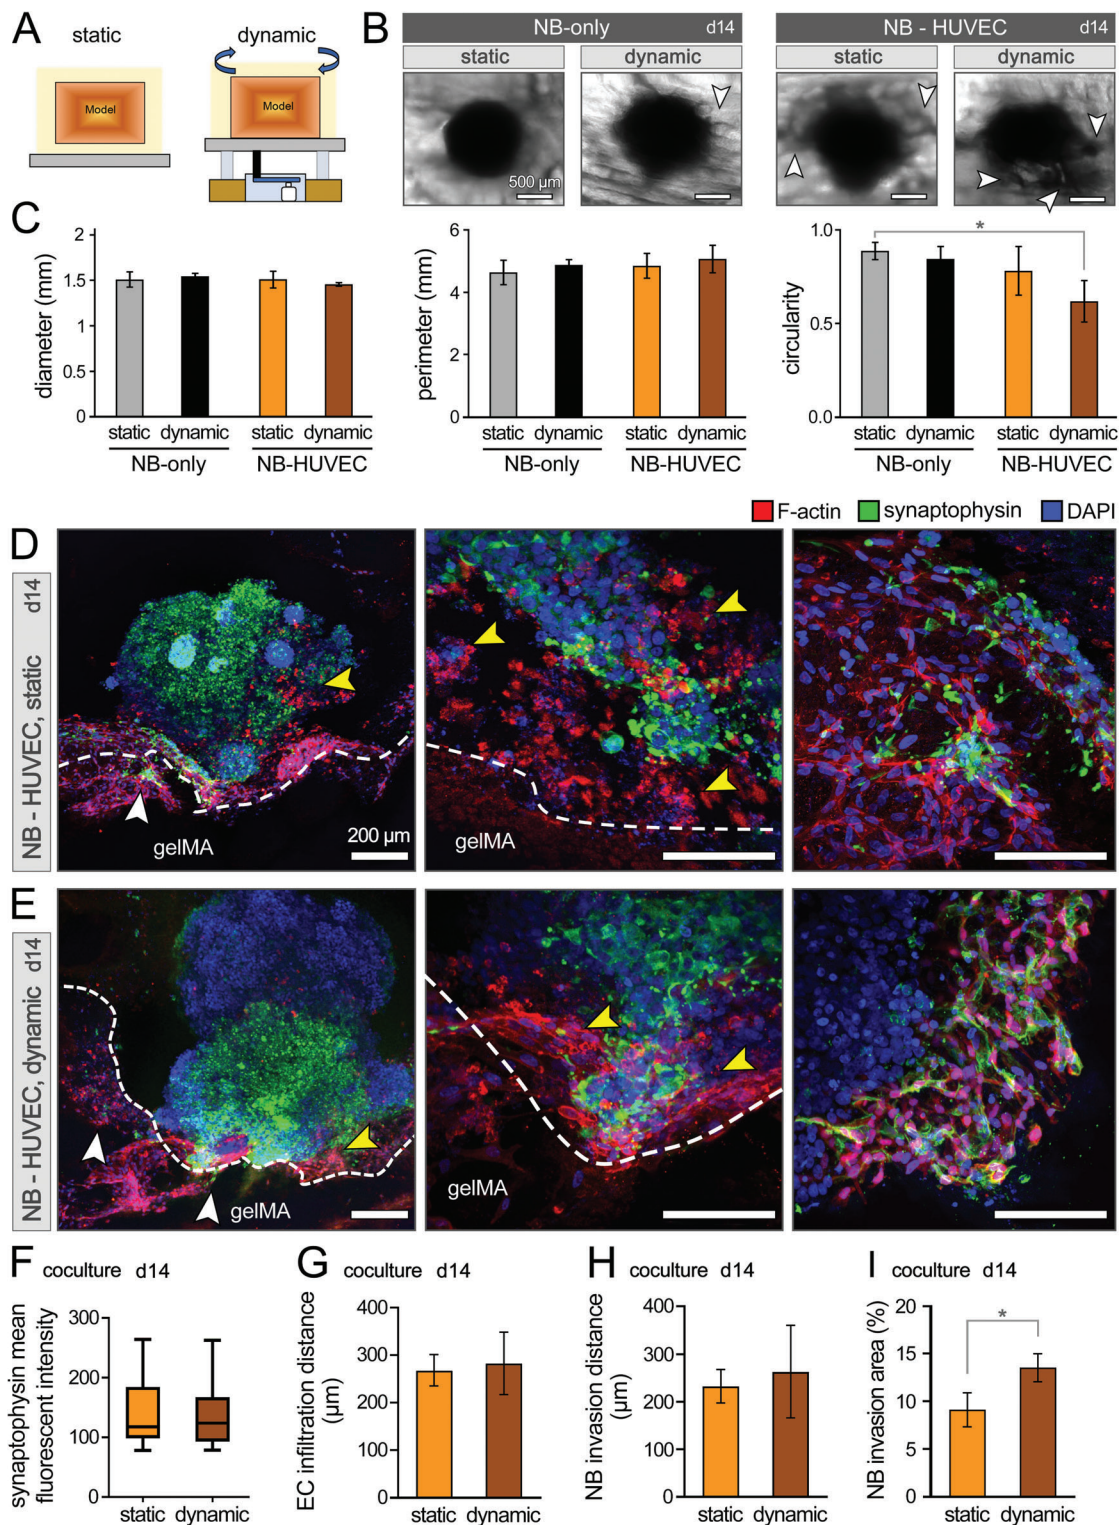 A
static
dynamic
Model
Model
B
NB-only d14
NB - HUVEC d14
static
dynamic
static
dynamic
500 µm
C
diameter (mm)
2
1.5
1
0.5
0
static dynamic static dynamic
NB-only NB-HUVEC
perimeter (mm)
6
4
2
0
static dynamic static dynamic
NB-only NB-HUVEC
circularity
1.0
0.5
0.0
*
static dynamic static dynamic
NB-only NB-HUVEC
F-actin synaptophysin DAPI
D
NB - HUVEC, static d14
gelMA
200 µm
gelMA
E
NB - HUVEC, dynamic d14
gelMA
gelMA
F coculture d14
synaptophysin mean
fluorescent intensity
300
200
100
0
static dynamic
G coculture d14
EC infiltration distance
(µm)
400
300
200
100
0
static dynamic
H coculture d14
NB invasion distance
(µm)
400
300
200
100
0
static dynamic
I coculture d14
NB invasion area (%)
20
15
10
5
0
*
static dynamic